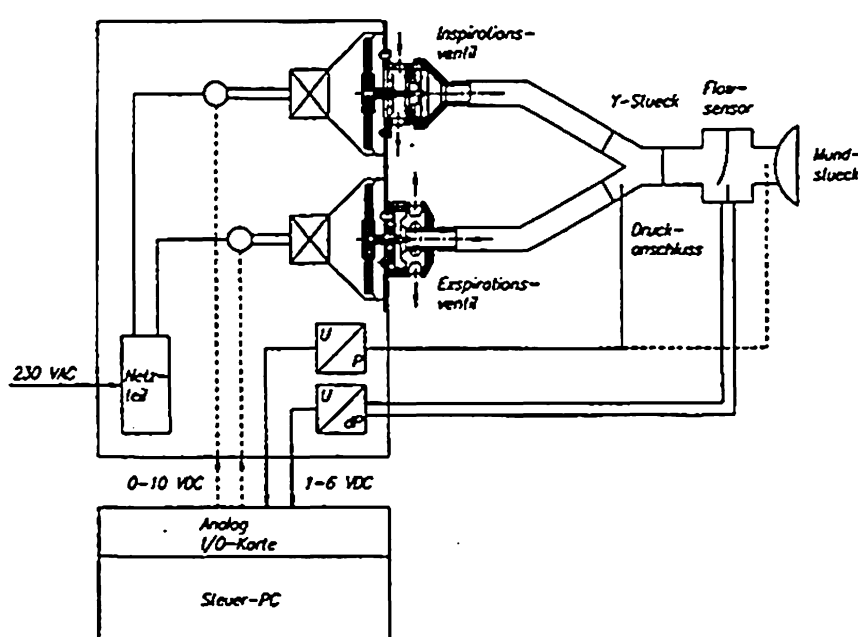 Inspirations-
ventil
Y-Stueck
Flow-
sensor
Mund-
stueck
Druck-
anschluss
Exspirations-
ventil
U
P
230 VAC
Netz-
teil
U
dP
0-10 VDC
1-6 VDC
Analog
I/O-Karte
Steuer-PC